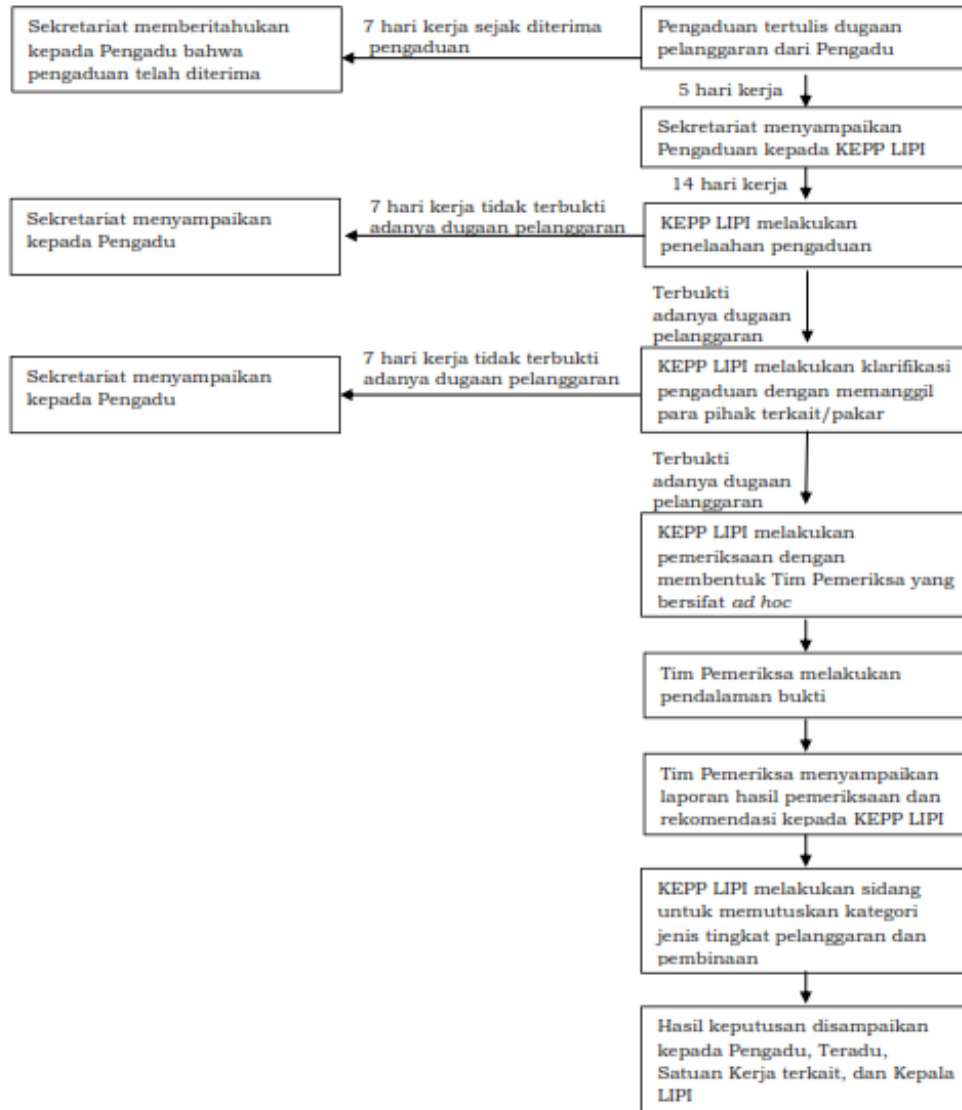 Sekretariat memberitahukan
kepada Pengadu bahwa
pengaduan telah diterima
7 hari kerja sejak diterima
pengaduan
Pengaduan tertulis dugaan
pelanggaran dari Pengadu
5 hari kerja
Sekretariat menyampaikan
Pengaduan kepada KEPP LIPI
14 hari kerja
Sekretariat menyampaikan
kepada Pengadu
7 hari kerja tidak terbukti
adanya dugaan pelanggaran
KEPP LIPI melakukan
penelaahan pengaduan
Terbukti
adanya dugaan
pelanggaran
Sekretariat menyampaikan
kepada Pengadu
7 hari kerja tidak terbukti
adanya dugaan pelanggaran
KEPP LIPI melakukan klarifikasi
pengaduan dengan memanggil
para pihak terkait/pakar
Terbukti
adanya dugaan
pelanggaran
KEPP LIPI melakukan
pemeriksaan dengan
membentuk Tim Pemeriksa yang
bersifat ad hoc
Tim Pemeriksa melakukan
pendalaman bukti
Tim Pemeriksa menyampaikan
laporan hasil pemeriksaan dan
rekomendasi kepada KEPP LIPI
KEPP LIPI melakukan sidang
untuk memutuskan kategori
jenis tingkat pelanggaran dan
pembinaan
Hasil keputusan disampaikan
kepada Pengadu, Teradu,
Satuan Kerja terkait, dan Kepala
LIPI